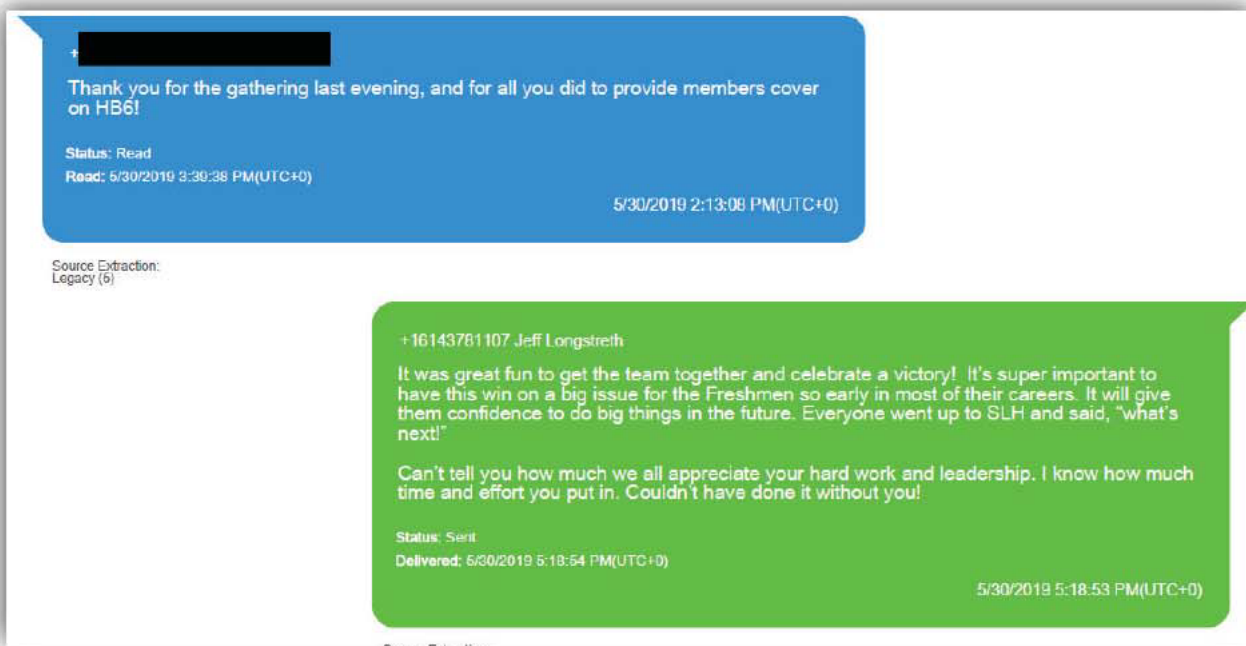 +
Thank you for the gathering last evening, and for all you did to provide members cover
on HB6!
Status: Read
Read: 5/30/2019 3:39:38 PM(UTC+0)
5/30/2019 2:13:08 PM(UTC+0)
Source Extraction:
Legacy (5)
+16143781107 Jeff Longstreth
It was great fun to get the team together and celebrate a victory!  It's super important to
have this win on a big issue for the Freshmen so early in most of their careers. It will give
them confidence to do big things in the future. Everyone went up to SLH and said, "what's
next!"
Can't tell you how much we all appreciate your hard work and leadership. I know how much
time and effort you put in. Couldn't have done it without you!
Status: Sent
Delivered: 5/30/2019 5:18:54 PM(UTC+0)
5/30/2019 5:18:53 PM(UTC+0)